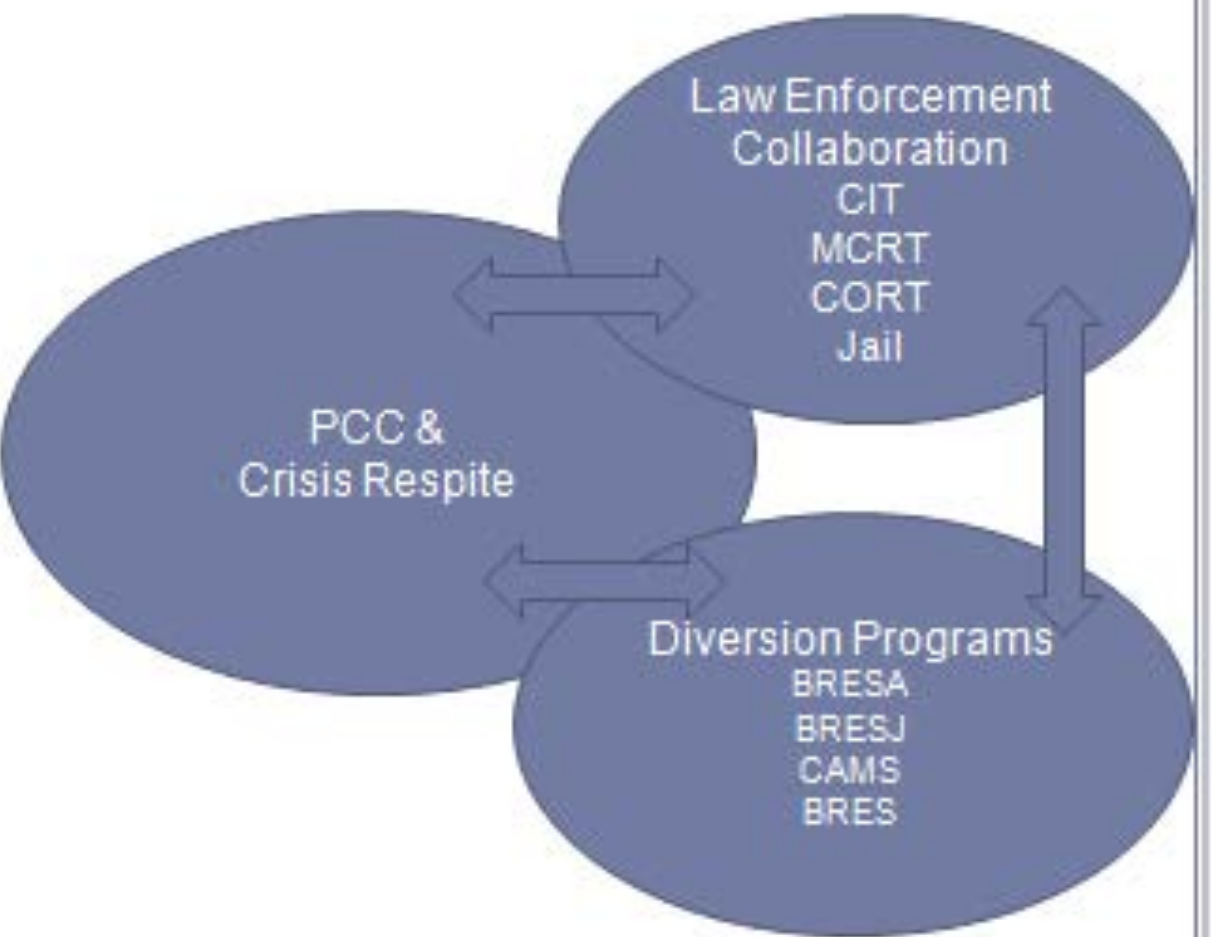 Law Enforcement
Collaboration
CIT
MCRT
CORT
Jail
PCC &
Crisis Respite
Diversion Programs
BRESA
BRESJ
CAMS
BRES